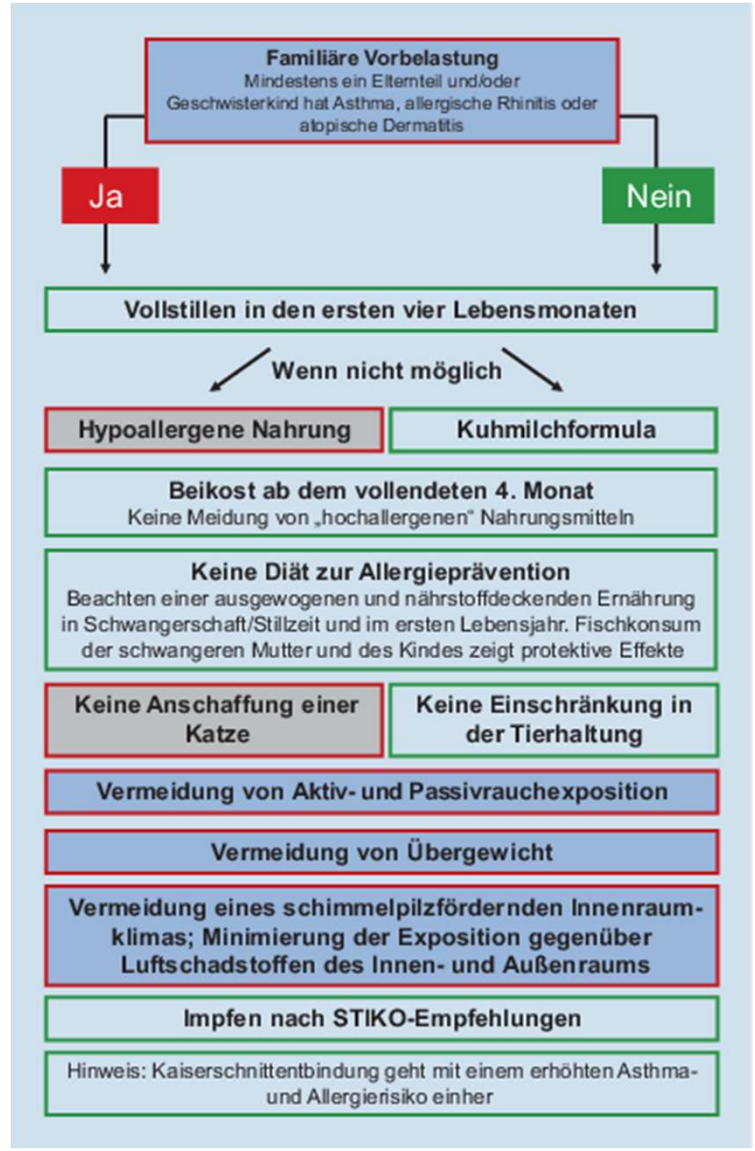 Familiäre Vorbelastung
Mindestens ein Elternteil und/oder
Geschwisterkind hat Asthma, allergische Rhinitis oder
atopische Dermatitis
Ja
Nein
Vollstillen in den ersten vier Lebensmonaten
Wenn nicht möglich
Hypoallergene Nahrung
Kuhmilchformula
Beikost ab dem vollendeten 4. Monat
Keine Meidung von „hochallergenen“ Nahrungsmitteln
Keine Diät zur Allergieprävention
Beachten einer ausgewogenen und nährstoffdeckenden Ernährung
in Schwangerschaft/Stillzeit und im ersten Lebensjahr. Fischkonsum
der schwangeren Mutter und des Kindes zeigt protektive Effekte
Keine Anschaffung einer
Katze
Keine Einschränkung in
der Tierhaltung
Vermeidung von Aktiv- und Passivrauchexposition
Vermeidung von Übergewicht
Vermeidung eines schimmelpilzfördernden Innenraum-
klimas; Minimierung der Exposition gegenüber
Luftschadstoffen des Innen- und Außenraums
Impfen nach STIKO-Empfehlungen
Hinweis: Kaiserschnittentbindung geht mit einem erhöhten Asthma-
und Allergierisiko einher